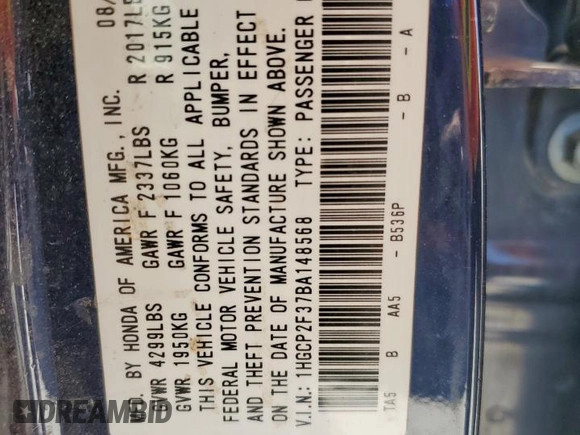 MFD. BY HONDA OF AMERICA MFG., INC. 08/
GVWR 4299LBS GAWR F 2337LBS R 2017LB
GVWR 1950KG GAWR F 1060KG R 915KG
THIS VEHICLE CONFORMS TO ALL APPLICABLE
FEDERAL MOTOR VEHICLE SAFETY, BUMPER,
AND THEFT PREVENTION STANDARDS IN EFFECT
ON THE DATE OF MANUFACTURE SHOWN ABOVE.
V.I.N.: 1HGCP2F37BA148568 TYPE: PASSENGER
TA5 B AA5 - B536P - B - A
DREAMBID